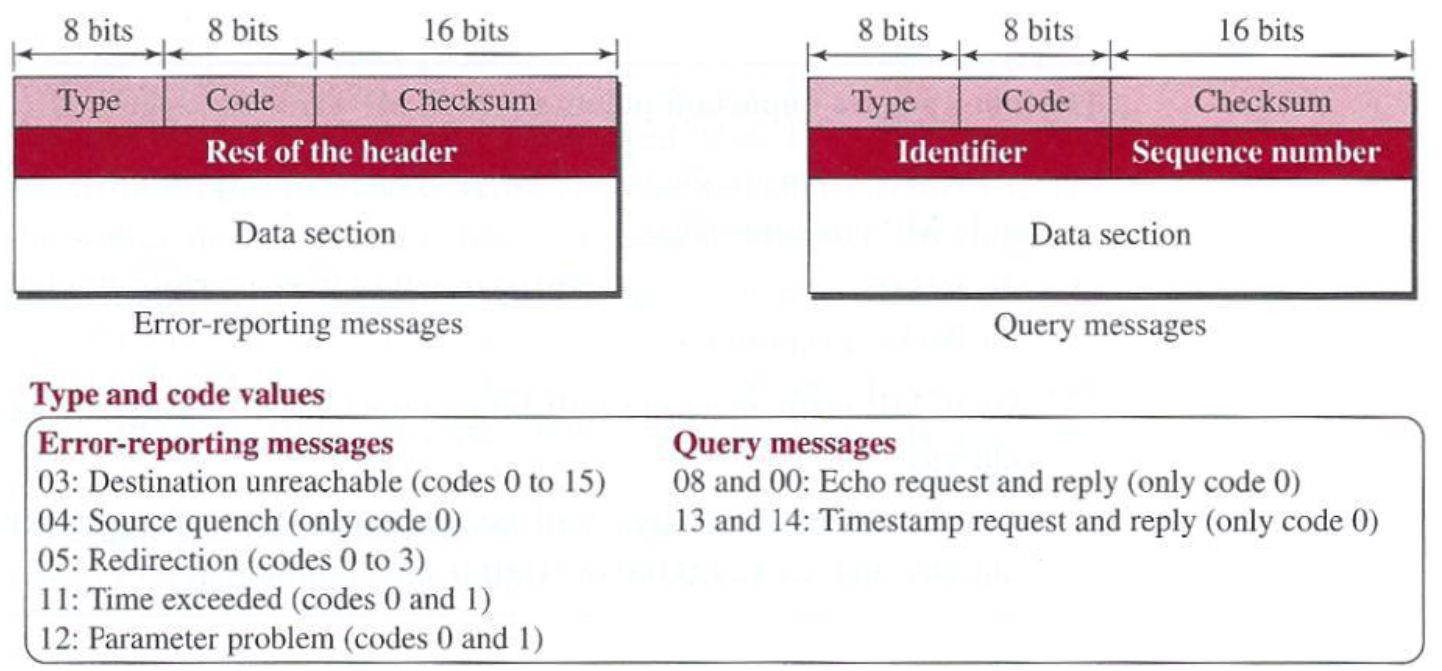 8 bits 8 bits 16 bits
Type Code Checksum
Rest of the header
Data section
Error-reporting messages
8 bits 8 bits 16 bits
Type Code Checksum
Identifier Sequence number
Data section
Query messages
Type and code values
Error-reporting messages
03: Destination unreachable (codes 0 to 15)
04: Source quench (only code 0)
05: Redirection (codes 0 to 3)
11: Time exceeded (codes 0 and 1)
12: Parameter problem (codes 0 and 1)
Query messages
08 and 00: Echo request and reply (only code 0)
13 and 14: Timestamp request and reply (only code 0)